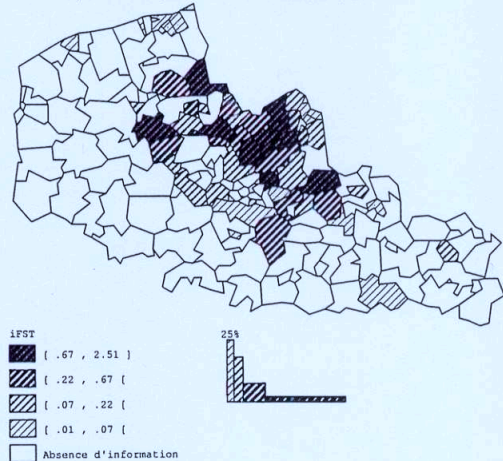 iFST
25%
[ .67 , 2.51 ]
[ .22 , .67 [
[ .07 , .22 [
[ .01 , .07 [
Absence d'information